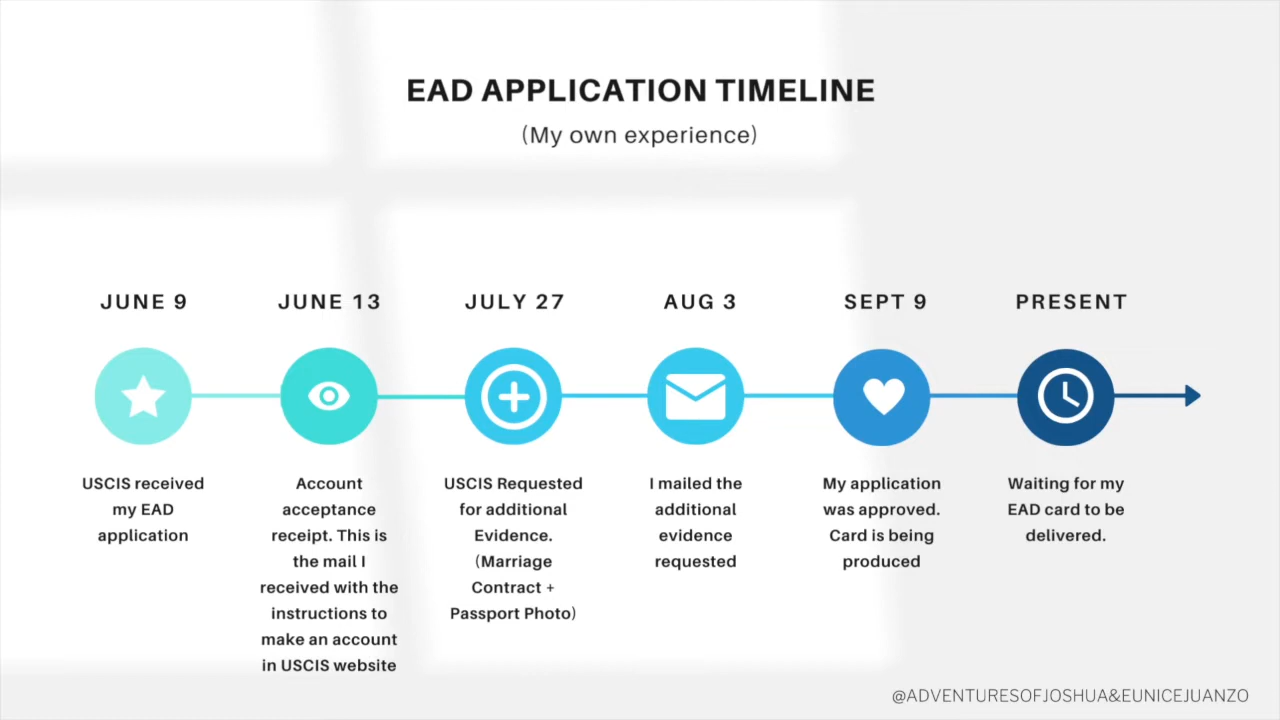 EAD APPLICATION TIMELINE
(My own experience)
JUNE 9
USCIS received
my EAD
application
JUNE 13
Account
acceptance
receipt. This is
the mail I
received with the
instructions to
make an account
in USCIS website
JULY 27
USCIS Requested
for additional
Evidence.
(Marriage
Contract +
Passport Photo)
AUG 3
I mailed the
additional
evidence
requested
SEPT 9
My application
was approved.
Card is being
produced
PRESENT
Waiting for my
EAD card to be
delivered.
@ADVENTURESOFJOSHUA&EUNICEJUANZO